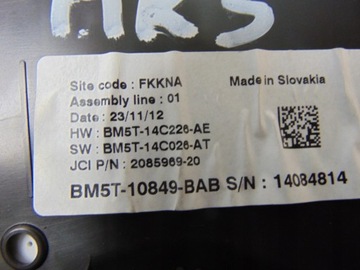 MK3
Site code : FKKNA
Made in Slovakia
Assembly line : 01
Date : 23/11/12
HW : BM5T-14C226-AE
SW : BM5T-14C026-AT
JCI P/N : 2085969-20
BM5T-10849-BAB S/N : 14084814